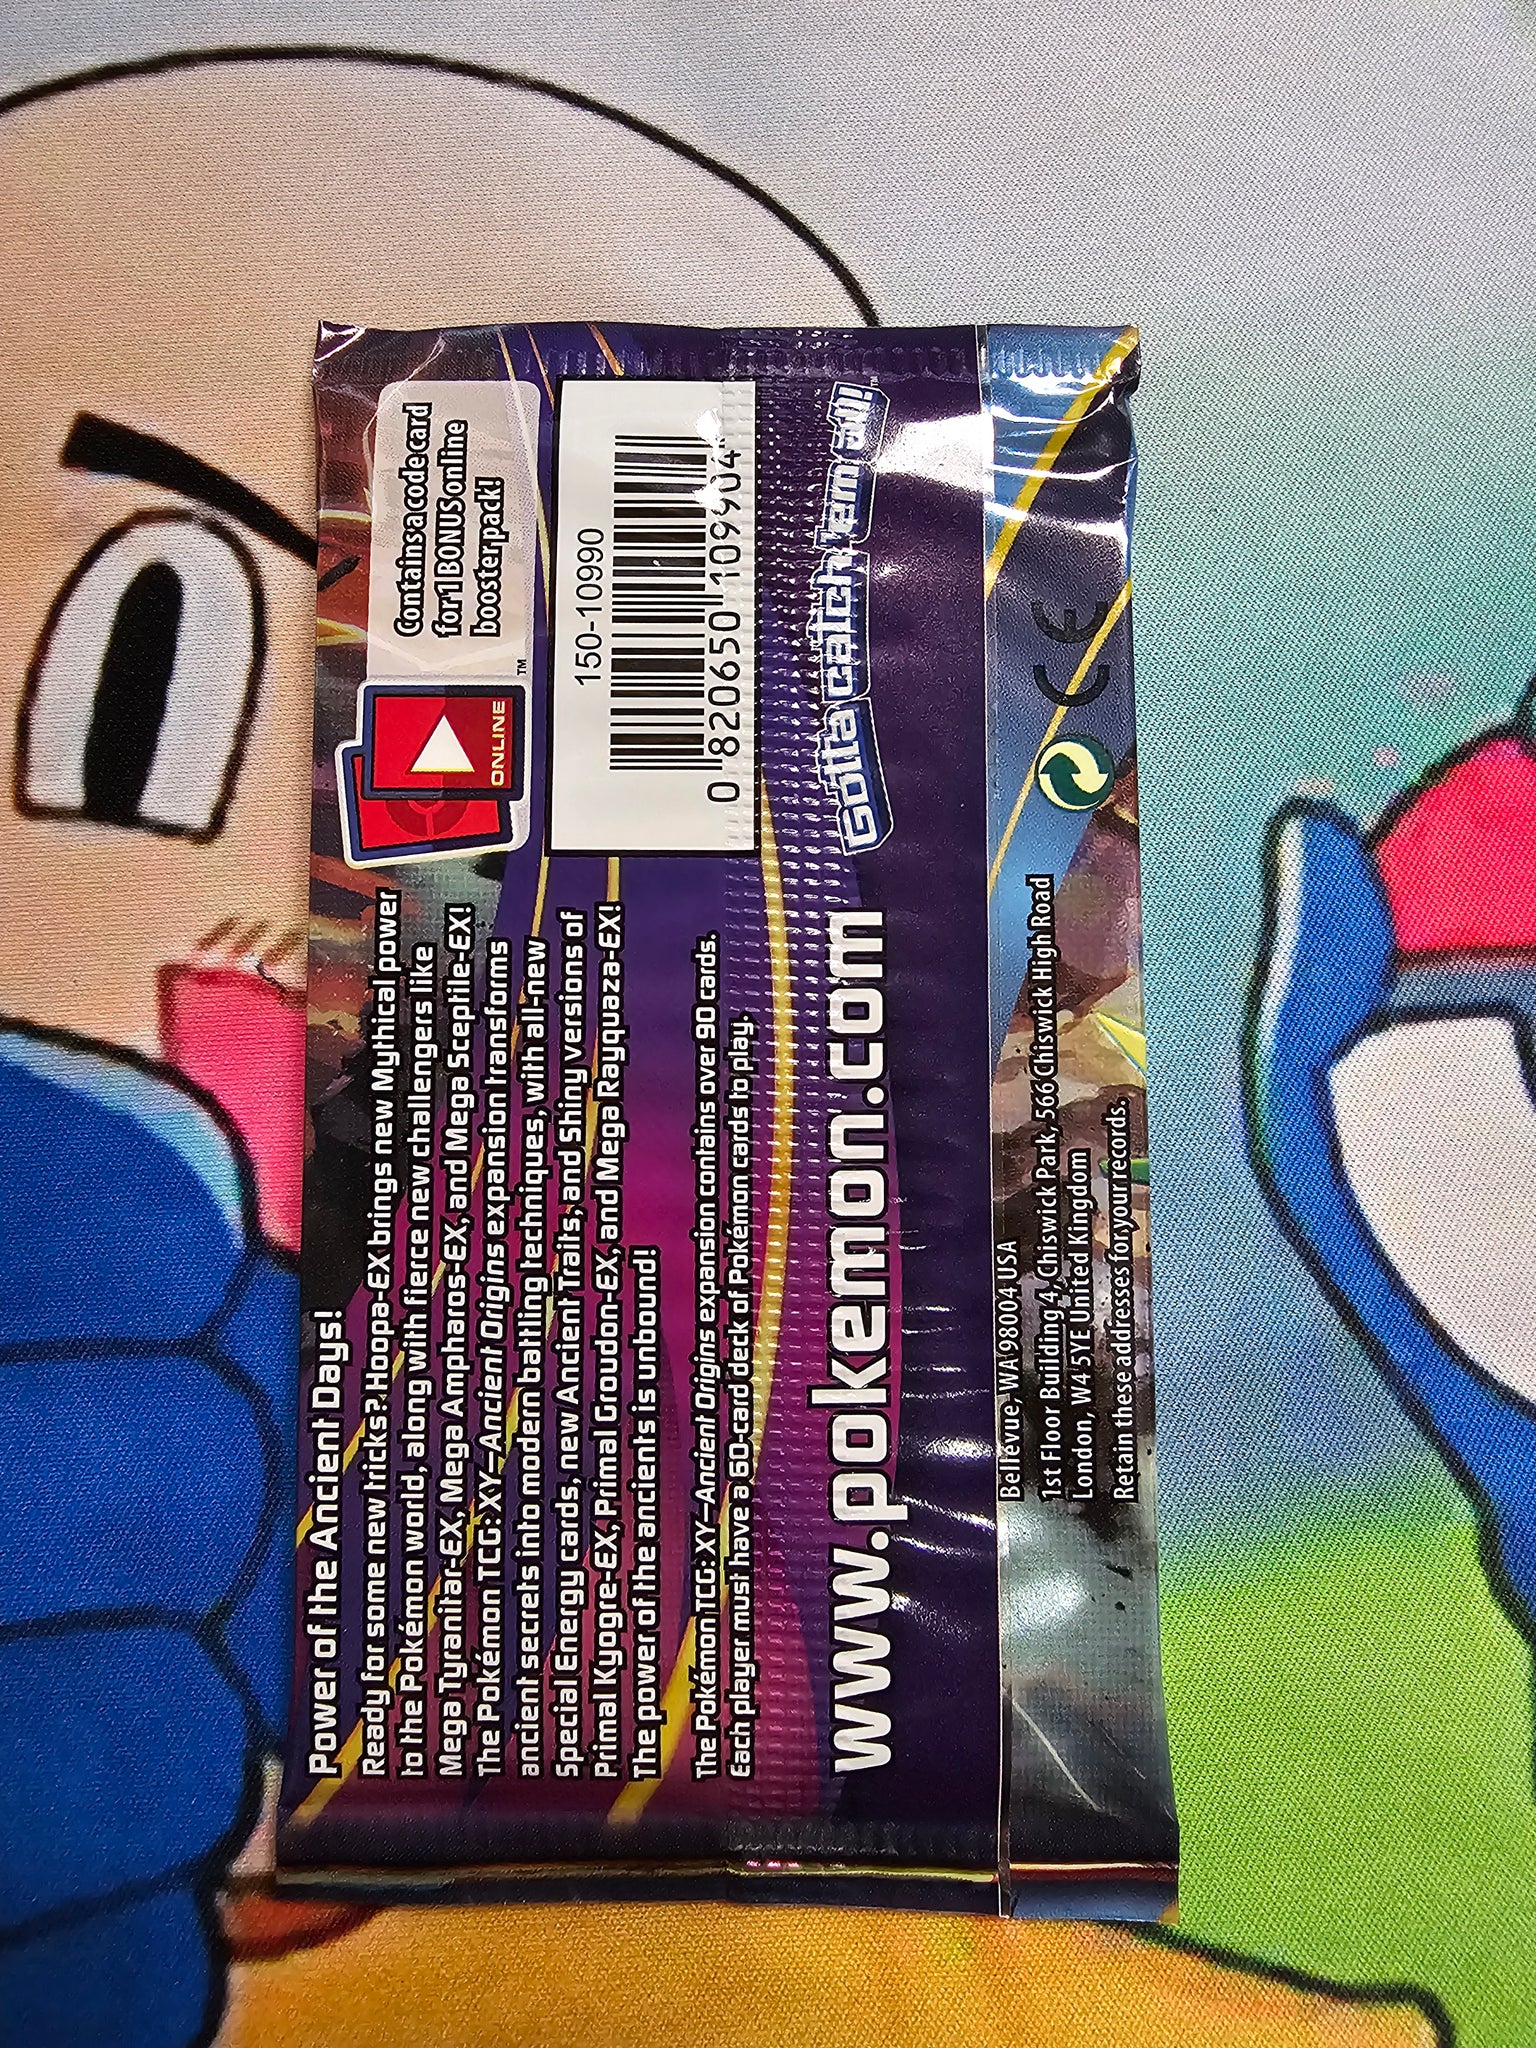 Power of the Ancient Days!
Ready for some new tricks? Hoopa-EX brings new Mythical power
to the Pokémon world, along with fierce new challengers like
Mega Tyranitar-EX, Mega Ampharos-EX, and Mega Sceptile-EX!
The Pokémon TCG: XY—Ancient Origins expansion transforms
ancient secrets into modern battling techniques, with all-new
Special Energy cards, new Ancient Traits, and Shiny versions of
Primal Kyogre-EX, Primal Groudon-EX, and Mega Rayquaza-EX!
The power of the ancients is unbound!
The Pokémon TCG: XY—Ancient Origins expansion contains over 90 cards.
Each player must have a 60-card deck of Pokémon cards to play.
www.pokemon.com
ONLINE
TM
Contains a code card
for 1 BONUS online
booster pack!
150-10990
0 820650 109904
Gotta catch 'em all!
TM
Bellevue, WA 98004 USA
1st Floor Building 4, Chiswick Park, 566 Chiswick High Road
London, W4 5YE United Kingdom
Retain these addresses for your records.
CE